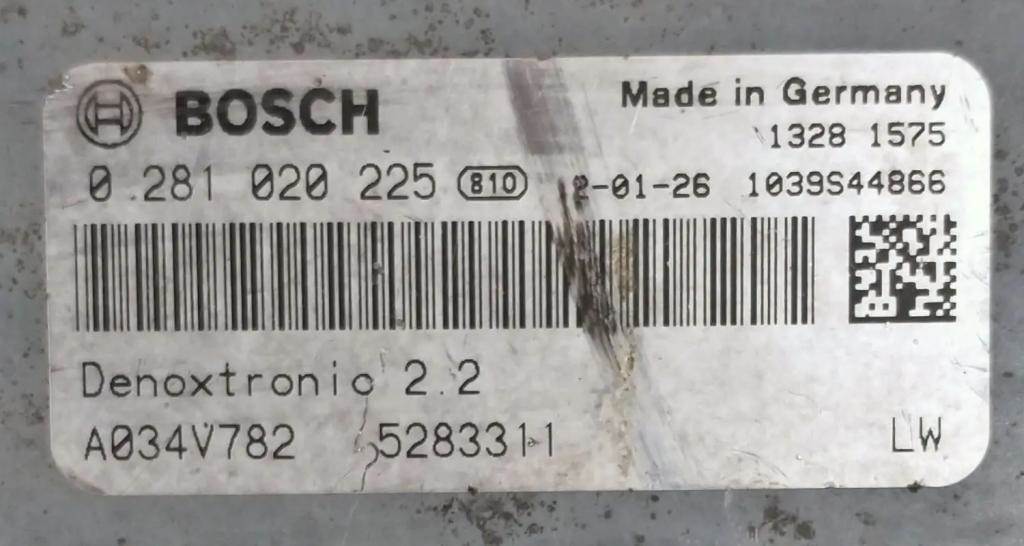 BOSCH
Made in Germany
1328 1575
0 281 020 225 810 2-01-26 1039S44866
Denoxtronic 2.2
A034V782 5283311
LW